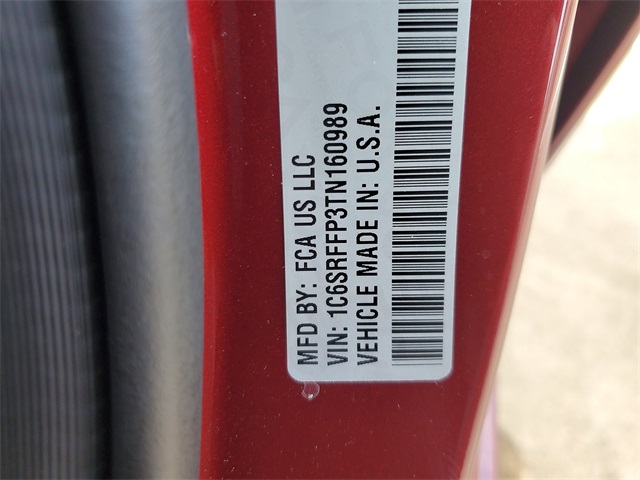 MFD BY: FCA US LLC
VIN: 1C6SRFFP3TN160989
VEHICLE MADE IN: U.S.A.